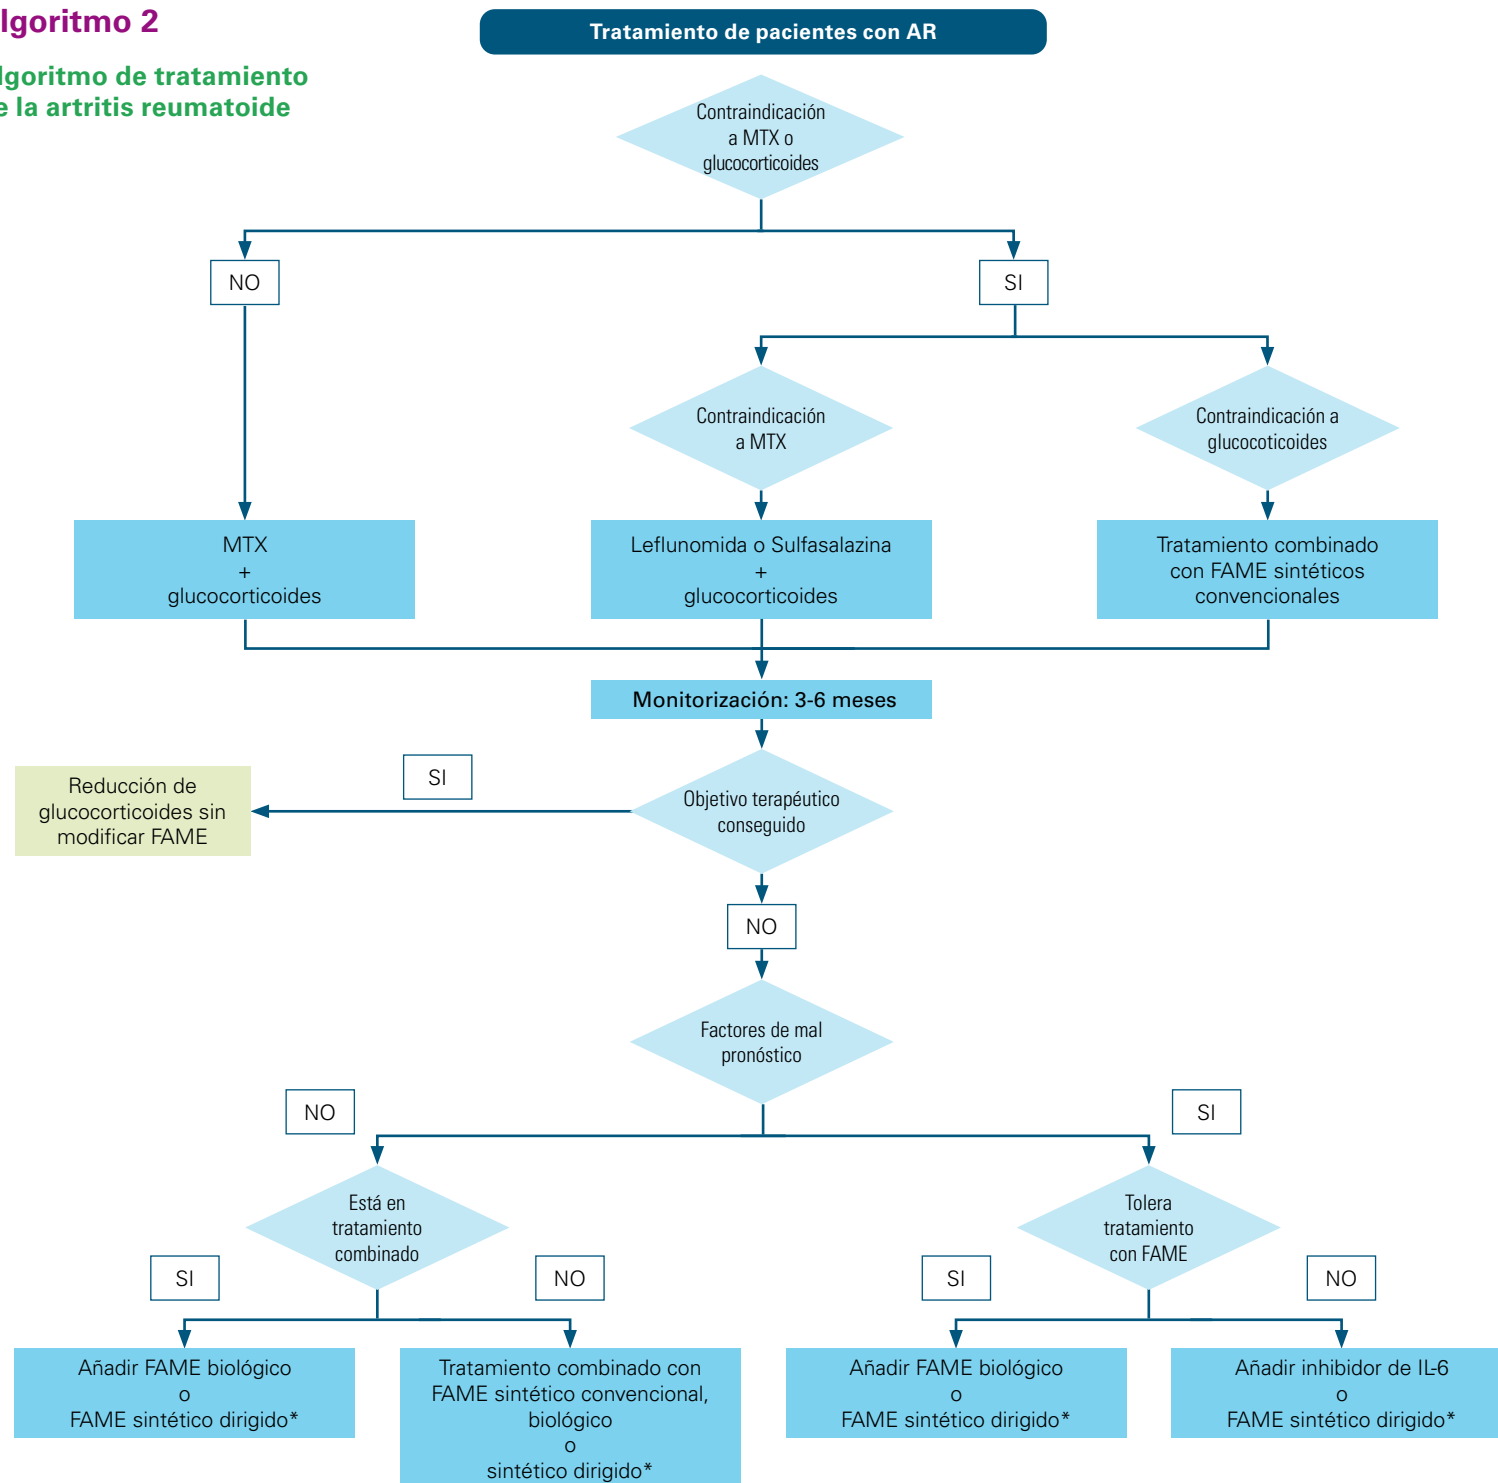 lgoritmo 2
lgoritmo de tratamiento
e la artritis reumatoide
Tratamiento de pacientes con AR
Contraindicación
a MTX o
glucocorticoides
NO
SI
Contraindicación
a MTX
Contraindicación a
glucocoticoides
MTX
+
glucocorticoides
Leflunomida o Sulfasalazina
+
glucocorticoides
Tratamiento combinado
con FAME sintéticos
convencionales
Monitorización: 3-6 meses
SI
Reducción de
glucocorticoides sin
modificar FAME
Objetivo terapéutico
conseguido
NO
Factores de mal
pronóstico
NO
SI
Está en
tratamiento
combinado
Tolera
tratamiento
con FAME
SI
NO
SI
NO
Añadir FAME biológico
o
FAME sintético dirigido*
Tratamiento combinado con
FAME sintético convencional,
biológico
o
sintético dirigido*
Añadir FAME biológico
o
FAME sintético dirigido*
Añadir inhibidor de IL-6
o
FAME sintético dirigido*